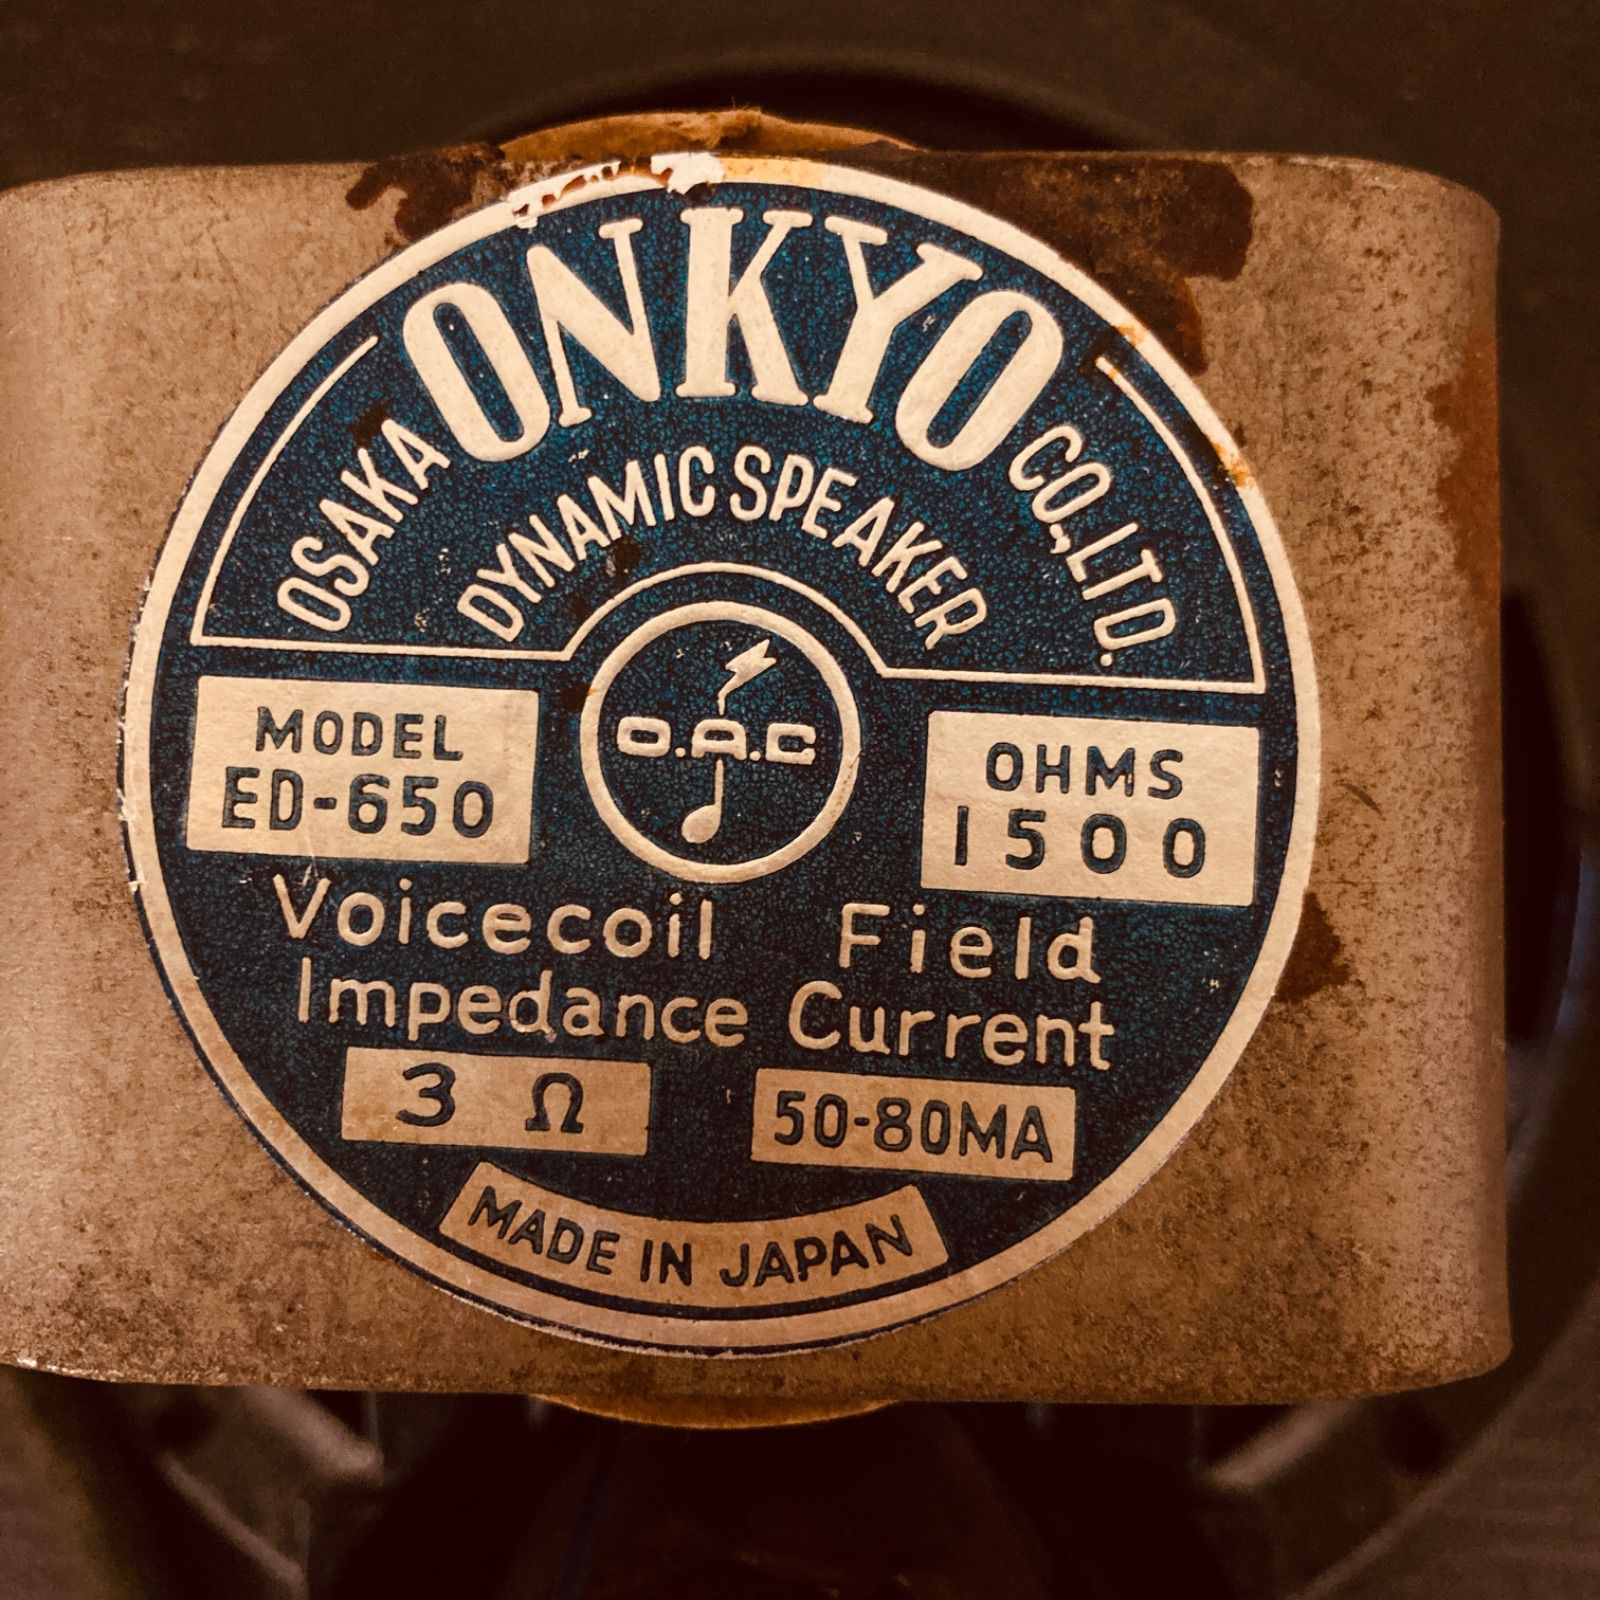 OSAKA ONKYO CO.,LTD.
DYNAMIC SPEAKER
O.A.C
MODEL
ED-650
OHMS
1500
Voicecoil
Impedance
3 Ω
Field
Current
50-80MA
MADE IN JAPAN